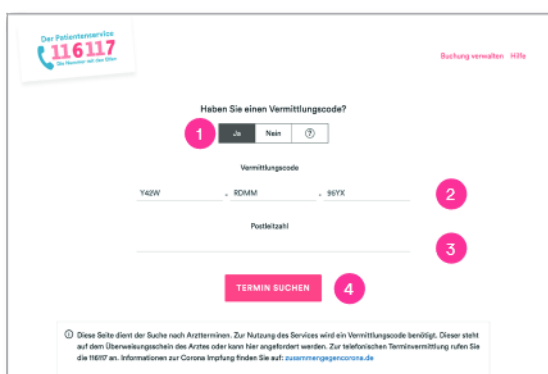 Der Patientenservice
116117
Die Nummer mit den Elfen
Buchung verwalten Hilfe
Haben Sie einen Vermittlungscode?
1 Ja Nein ?
Vermittlungscode
Y42W - RDMM - 96YX 2
Postleitzahl
3
TERMIN SUCHEN 4
Diese Seite dient der Suche nach Arztterminen. Zur Nutzung des Services wird ein Vermittlungscode benötigt. Dieser steht
auf dem Überweisungsschein des Arztes oder kann hier angefordert werden. Zur telefonischen Terminvermittlung rufen Sie
die 116117 an. Informationen zur Corona Impfung finden Sie auf: zusammengegencorona.de